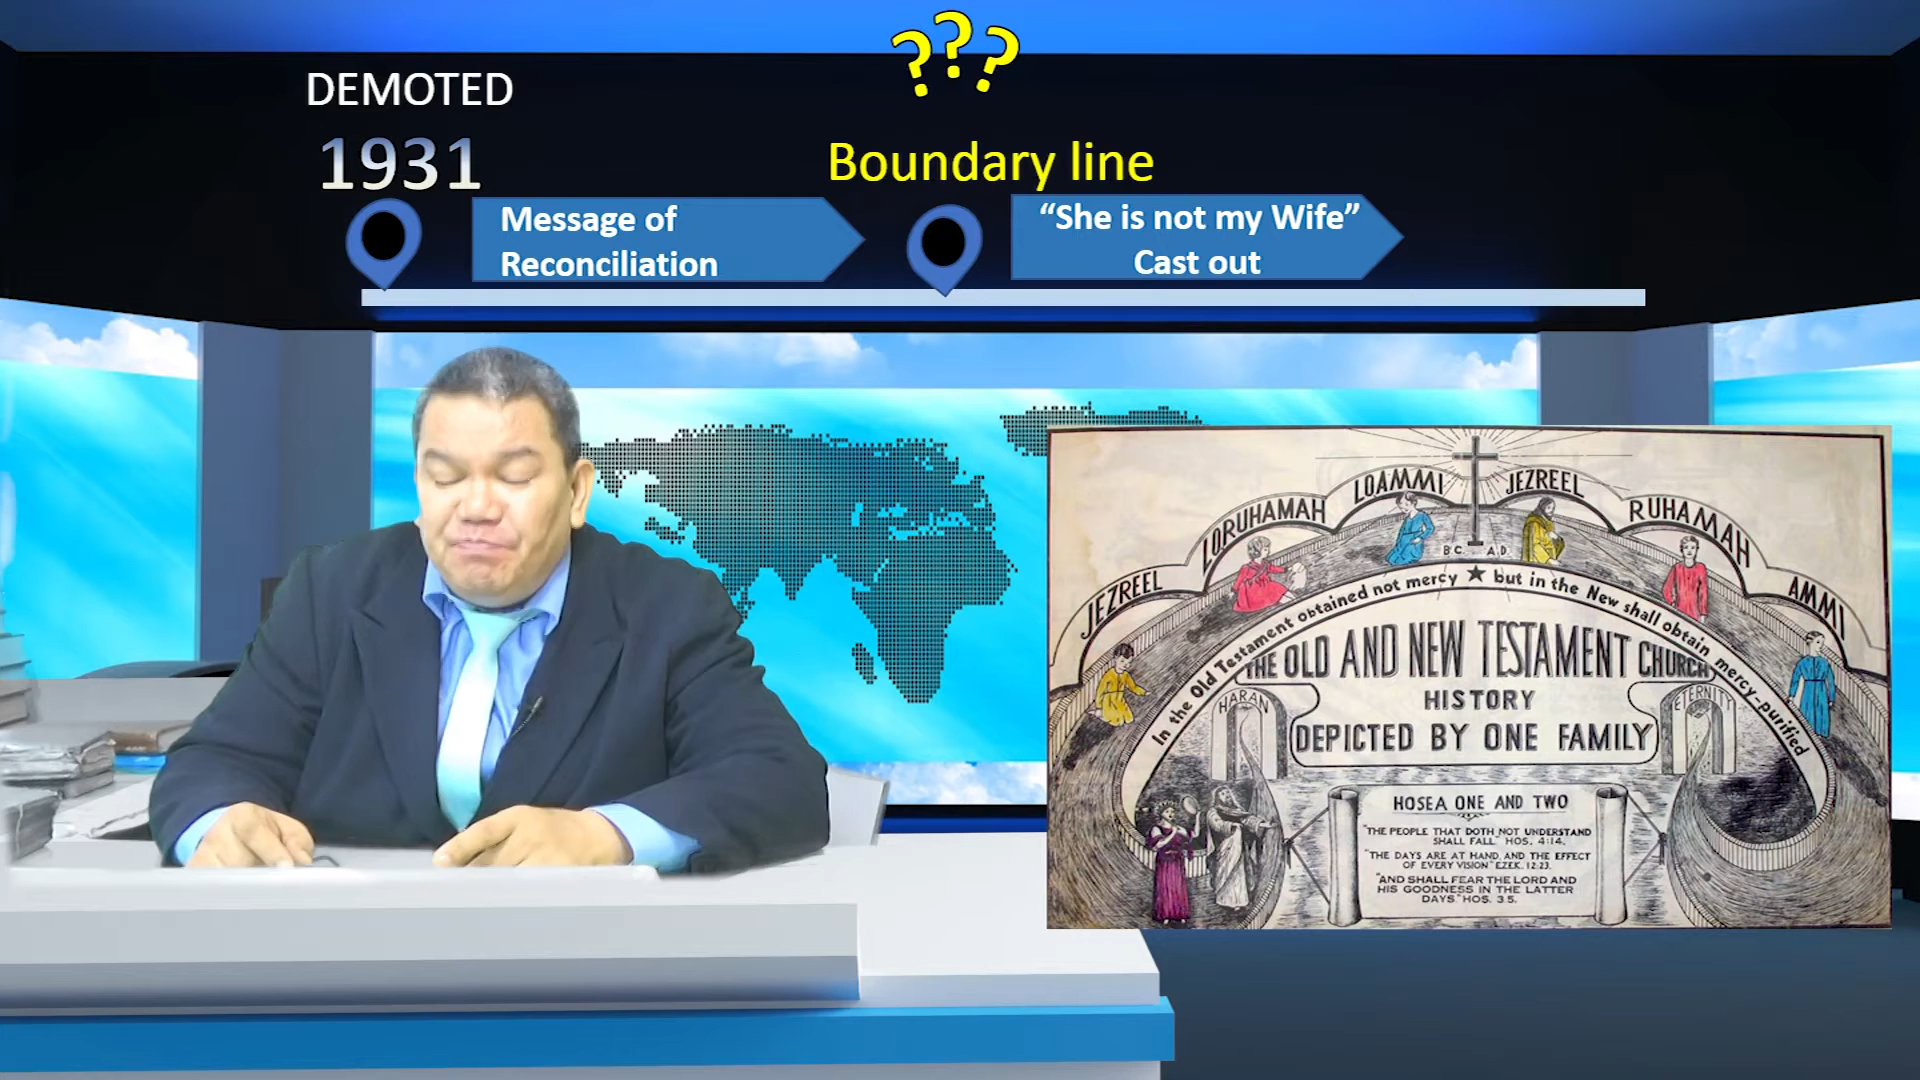 ???
DEMOTED
1931
Boundary line
Message of
Reconciliation
“She is not my Wife”
Cast out
JEZREEL
LORUHAMAH
LOAMMI
JEZREEL
RUHAMAH
AMMI
B.C. A.D.
In the Old Testament obtained not mercy ★ but in the New shall obtain mercy-purified
THE OLD AND NEW TESTAMENT CHURCH
HISTORY
DEPICTED BY ONE FAMILY
HARAN
ETERNITY
HOSEA ONE AND TWO
"THE PEOPLE THAT DOTH NOT UNDERSTAND
SHALL FALL" HOS. 4:14.
"THE DAYS ARE AT HAND, AND THE EFFECT
OF EVERY VISION" EZEK. 12:23.
"AND SHALL FEAR THE LORD AND
HIS GOODNESS IN THE LATTER
DAYS." HOS. 3:5.